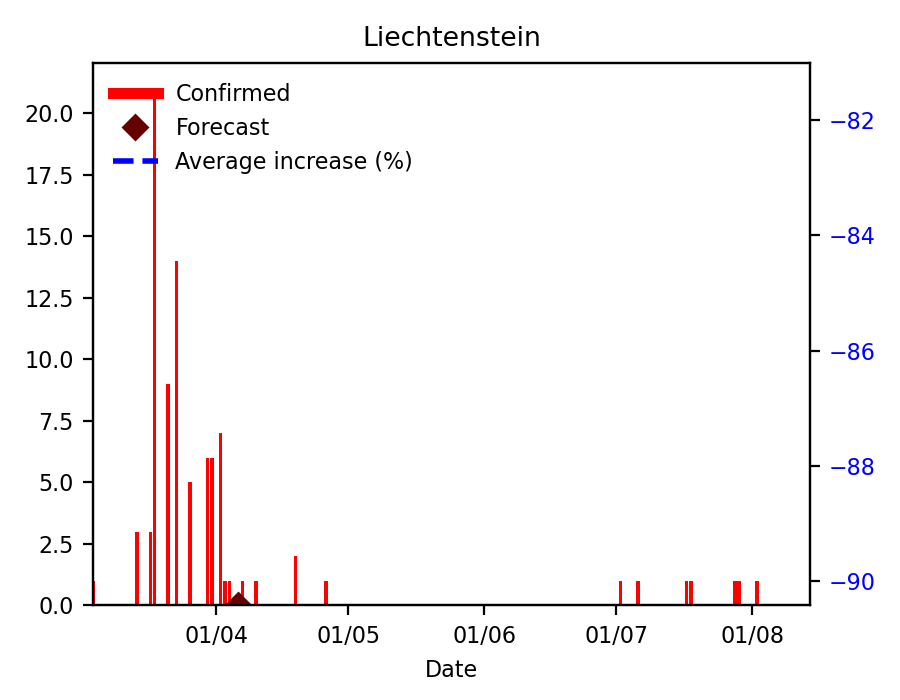 Liechtenstein
Confirmed
Forecast
Average increase (%)
20.0
17.5
15.0
12.5
10.0
7.5
5.0
2.5
0.0
−82
−84
−86
−88
−90
01/04 01/05 01/06 01/07 01/08
Date